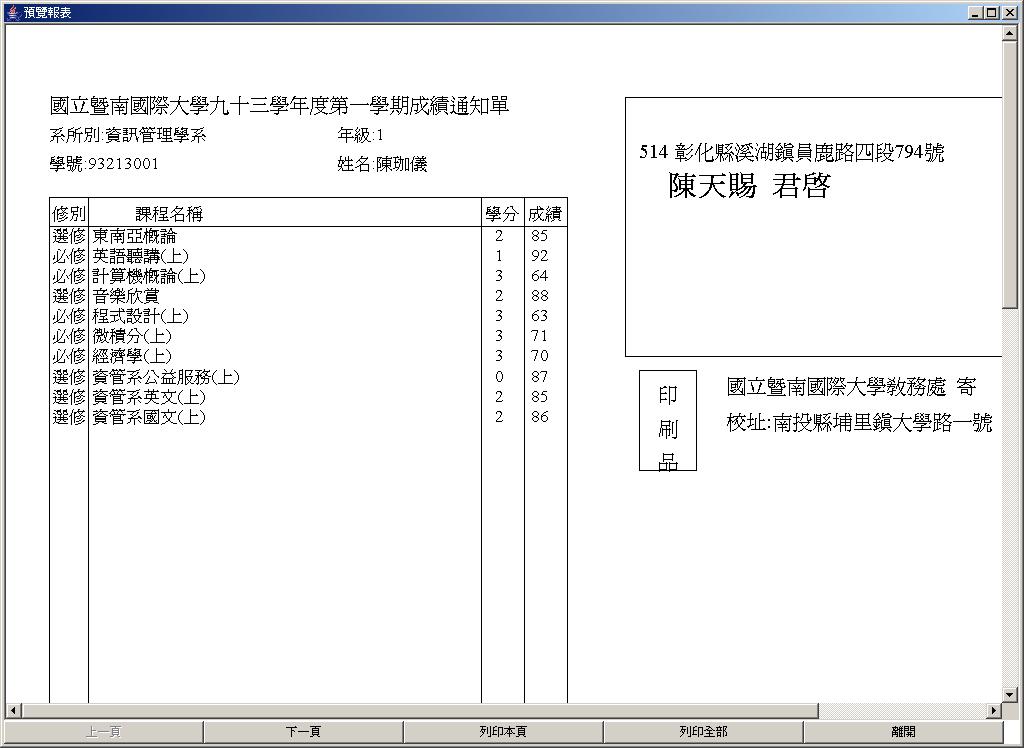 預覽報表
國立暨南國際大學九十三學年度第一學期成績通知單
系所別:資訊管理學系 年級:1
學號:93213001 姓名:陳珈儀
修別 課程名稱 學分 成績
選修 東南亞概論 2 85
必修 英語聽講(上) 1 92
必修 計算機概論(上) 3 64
選修 音樂欣賞 2 88
必修 程式設計(上) 3 63
必修 微積分(上) 3 71
必修 經濟學(上) 3 70
選修 資管系公益服務(上) 0 87
選修 資管系英文(上) 2 85
選修 資管系國文(上) 2 86
514 彰化縣溪湖鎮員鹿路四段794號
陳天賜 君啓
印
刷
品
國立暨南國際大學教務處 寄
校址:南投縣埔里鎮大學路一號
上一頁 下一頁 列印本頁 列印全部 離開